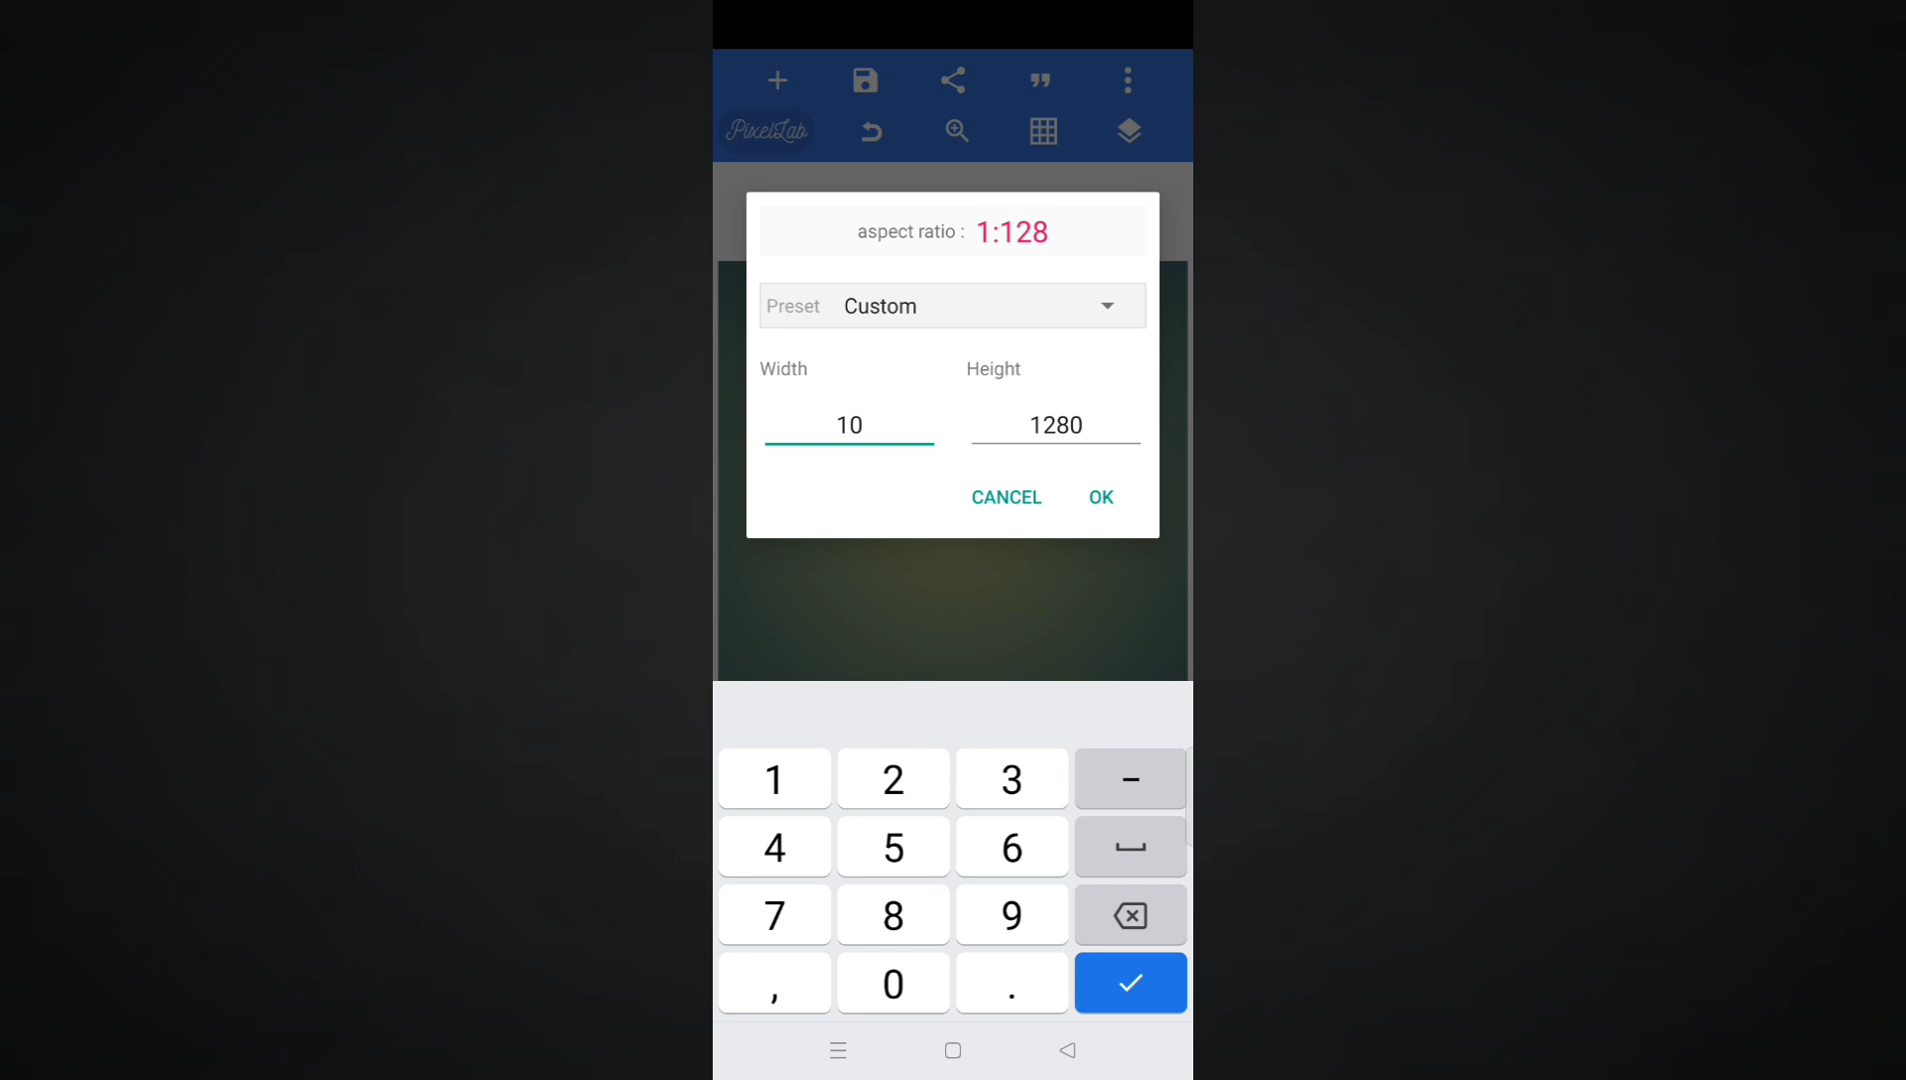 PixelLab
aspect ratio : 1:128
Preset Custom
Width Height
10 1280
CANCEL OK
1 2 3 -
4 5 6
7 8 9
, 0 .